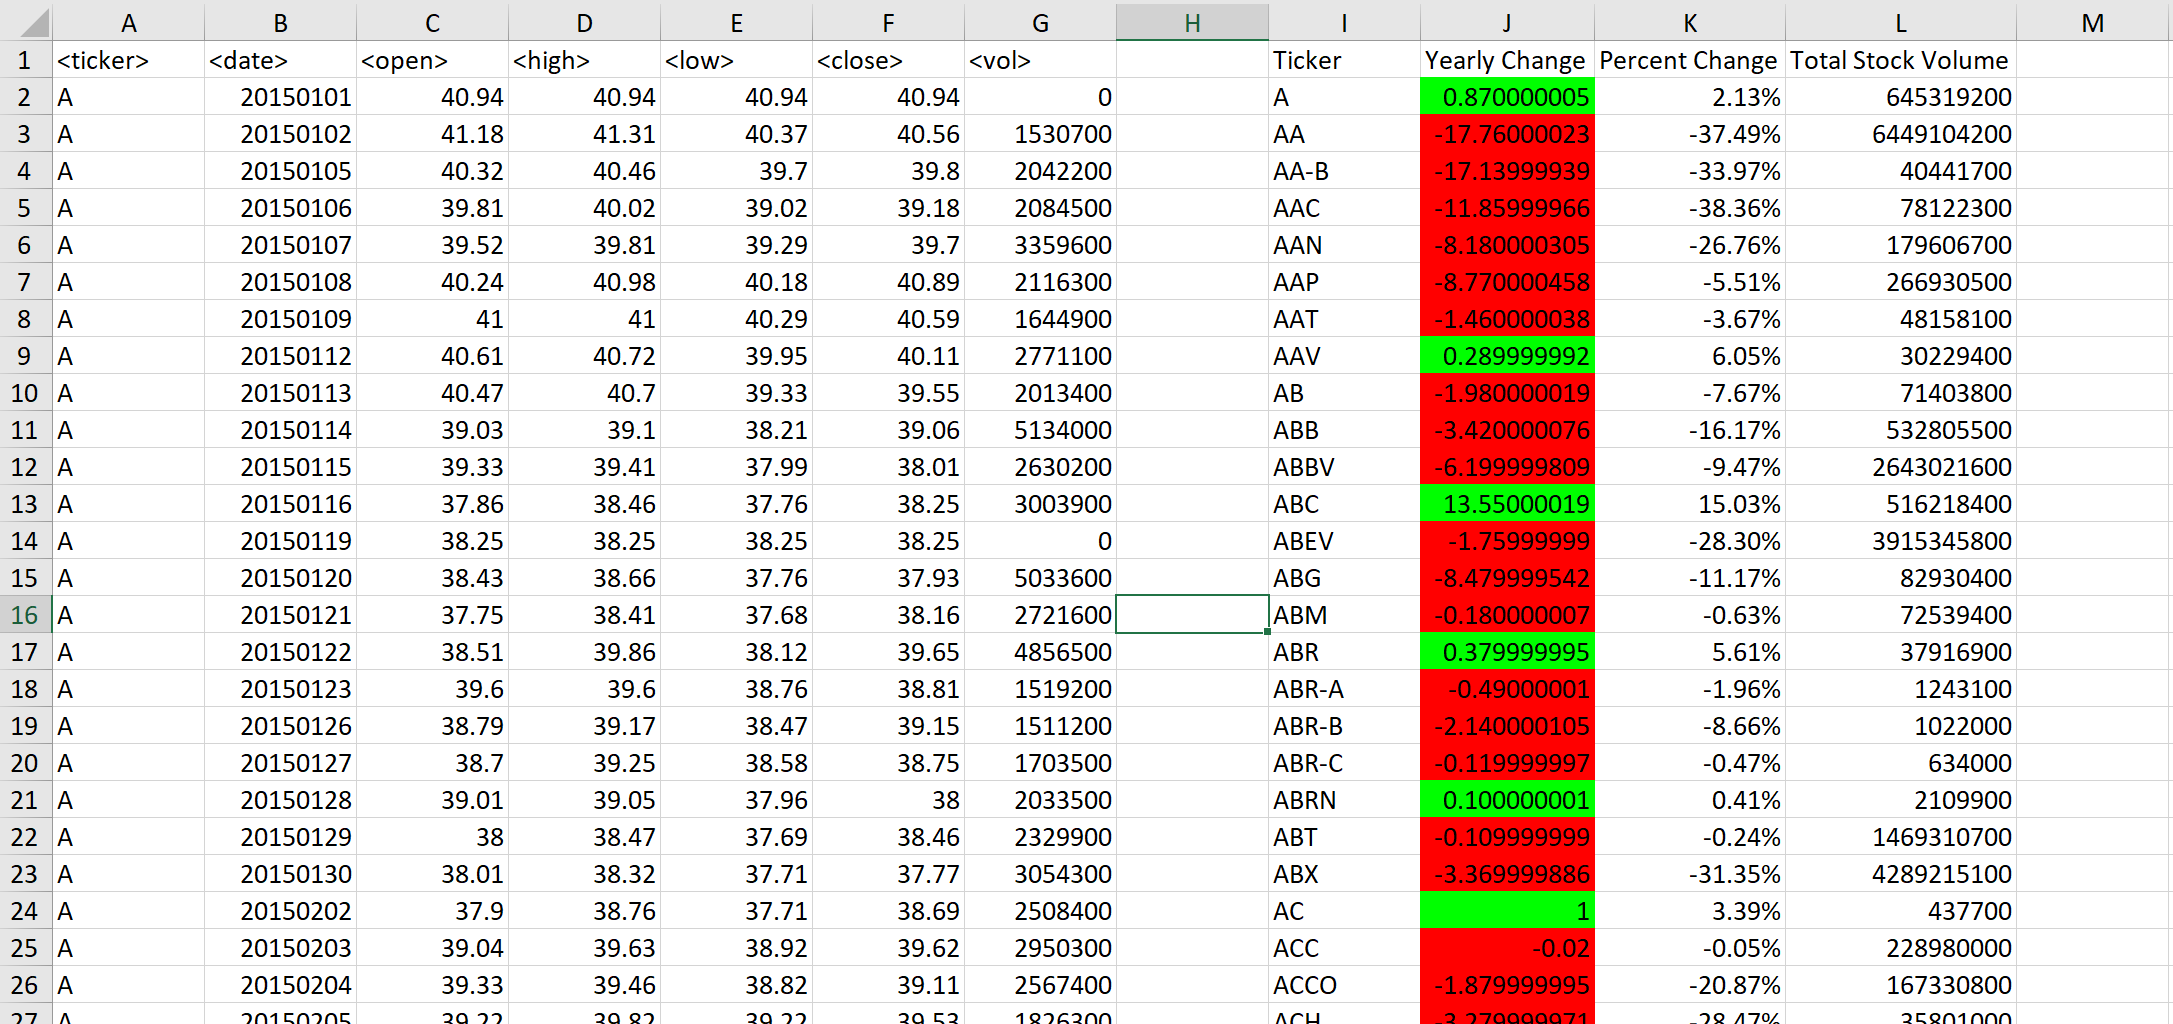 A B C D E F G H I J K L M
1 <ticker> <date> <open> <high> <low> <close> <vol> Ticker Yearly Change Percent Change Total Stock Volume
2 A 20150101 40.94 40.94 40.94 40.94 0 A 0.870000005 2.13% 645319200
3 A 20150102 41.18 41.31 40.37 40.56 1530700 AA -17.76000023 -37.49% 6449104200
4 A 20150105 40.32 40.46 39.7 39.8 2042200 AA-B -17.13999939 -33.97% 40441700
5 A 20150106 39.81 40.02 39.02 39.18 2084500 AAC -11.85999966 -38.36% 78122300
6 A 20150107 39.52 39.81 39.29 39.7 3359600 AAN -8.180000305 -26.76% 179606700
7 A 20150108 40.24 40.98 40.18 40.89 2116300 AAP -8.770000458 -5.51% 266930500
8 A 20150109 41 41 40.29 40.59 1644900 AAT -1.460000038 -3.67% 48158100
9 A 20150112 40.61 40.72 39.95 40.11 2771100 AAV 0.289999992 6.05% 30229400
10 A 20150113 40.47 40.7 39.33 39.55 2013400 AB -1.980000019 -7.67% 71403800
11 A 20150114 39.03 39.1 38.21 39.06 5134000 ABB -3.420000076 -16.17% 532805500
12 A 20150115 39.33 39.41 37.99 38.01 2630200 ABBV -6.199999809 -9.47% 2643021600
13 A 20150116 37.86 38.46 37.76 38.25 3003900 ABC 13.55000019 15.03% 516218400
14 A 20150119 38.25 38.25 38.25 38.25 0 ABEV -1.75999999 -28.30% 3915345800
15 A 20150120 38.43 38.66 37.76 37.93 5033600 ABG -8.479999542 -11.17% 82930400
16 A 20150121 37.75 38.41 37.68 38.16 2721600 ABM -0.180000007 -0.63% 72539400
17 A 20150122 38.51 39.86 38.12 39.65 4856500 ABR 0.379999995 5.61% 37916900
18 A 20150123 39.6 39.6 38.76 38.81 1519200 ABR-A -0.49000001 -1.96% 1243100
19 A 20150126 38.79 39.17 38.47 39.15 1511200 ABR-B -2.140000105 -8.66% 1022000
20 A 20150127 38.7 39.25 38.58 38.75 1703500 ABR-C -0.119999997 -0.47% 634000
21 A 20150128 39.01 39.05 37.96 38 2033500 ABRN 0.100000001 0.41% 2109900
22 A 20150129 38 38.47 37.69 38.46 2329900 ABT -0.109999999 -0.24% 1469310700
23 A 20150130 38.01 38.32 37.71 37.77 3054300 ABX -3.369999886 -31.35% 4289215100
24 A 20150202 37.9 38.76 37.71 38.69 2508400 AC 1 3.39% 437700
25 A 20150203 39.04 39.63 38.92 39.62 2950300 ACC -0.02 -0.05% 228980000
26 A 20150204 39.33 39.46 38.82 39.11 2567400 ACCO -1.879999995 -20.87% 167330800
27 A 20150205 39.22 39.82 39.22 39.53 1826300 ACH -3.279999971 -28.47% 35801000